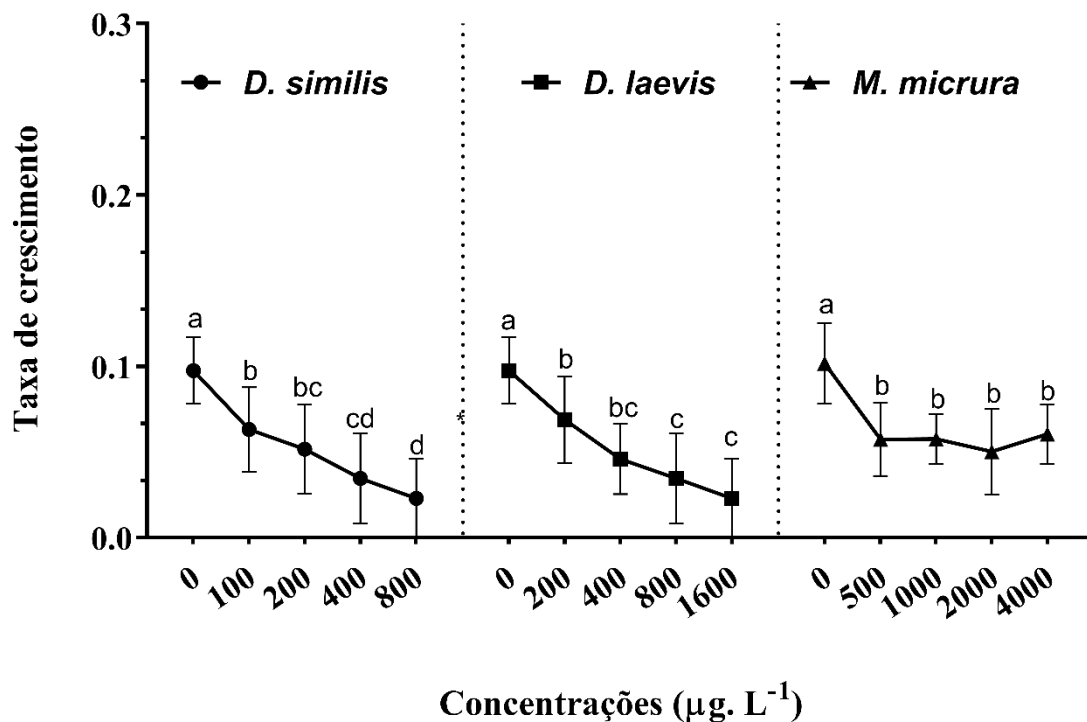 Taxa de crescimento
0.3
0.2
0.1
0.0
D. similis
D. laevis
M. micrura
a
b
bc
cd
d
*
a
b
bc
c
c
a
b
b
b
b
0
100
200
400
800
0
200
400
800
1600
0
500
1000
2000
4000
Concentrações (µg. L⁻¹)